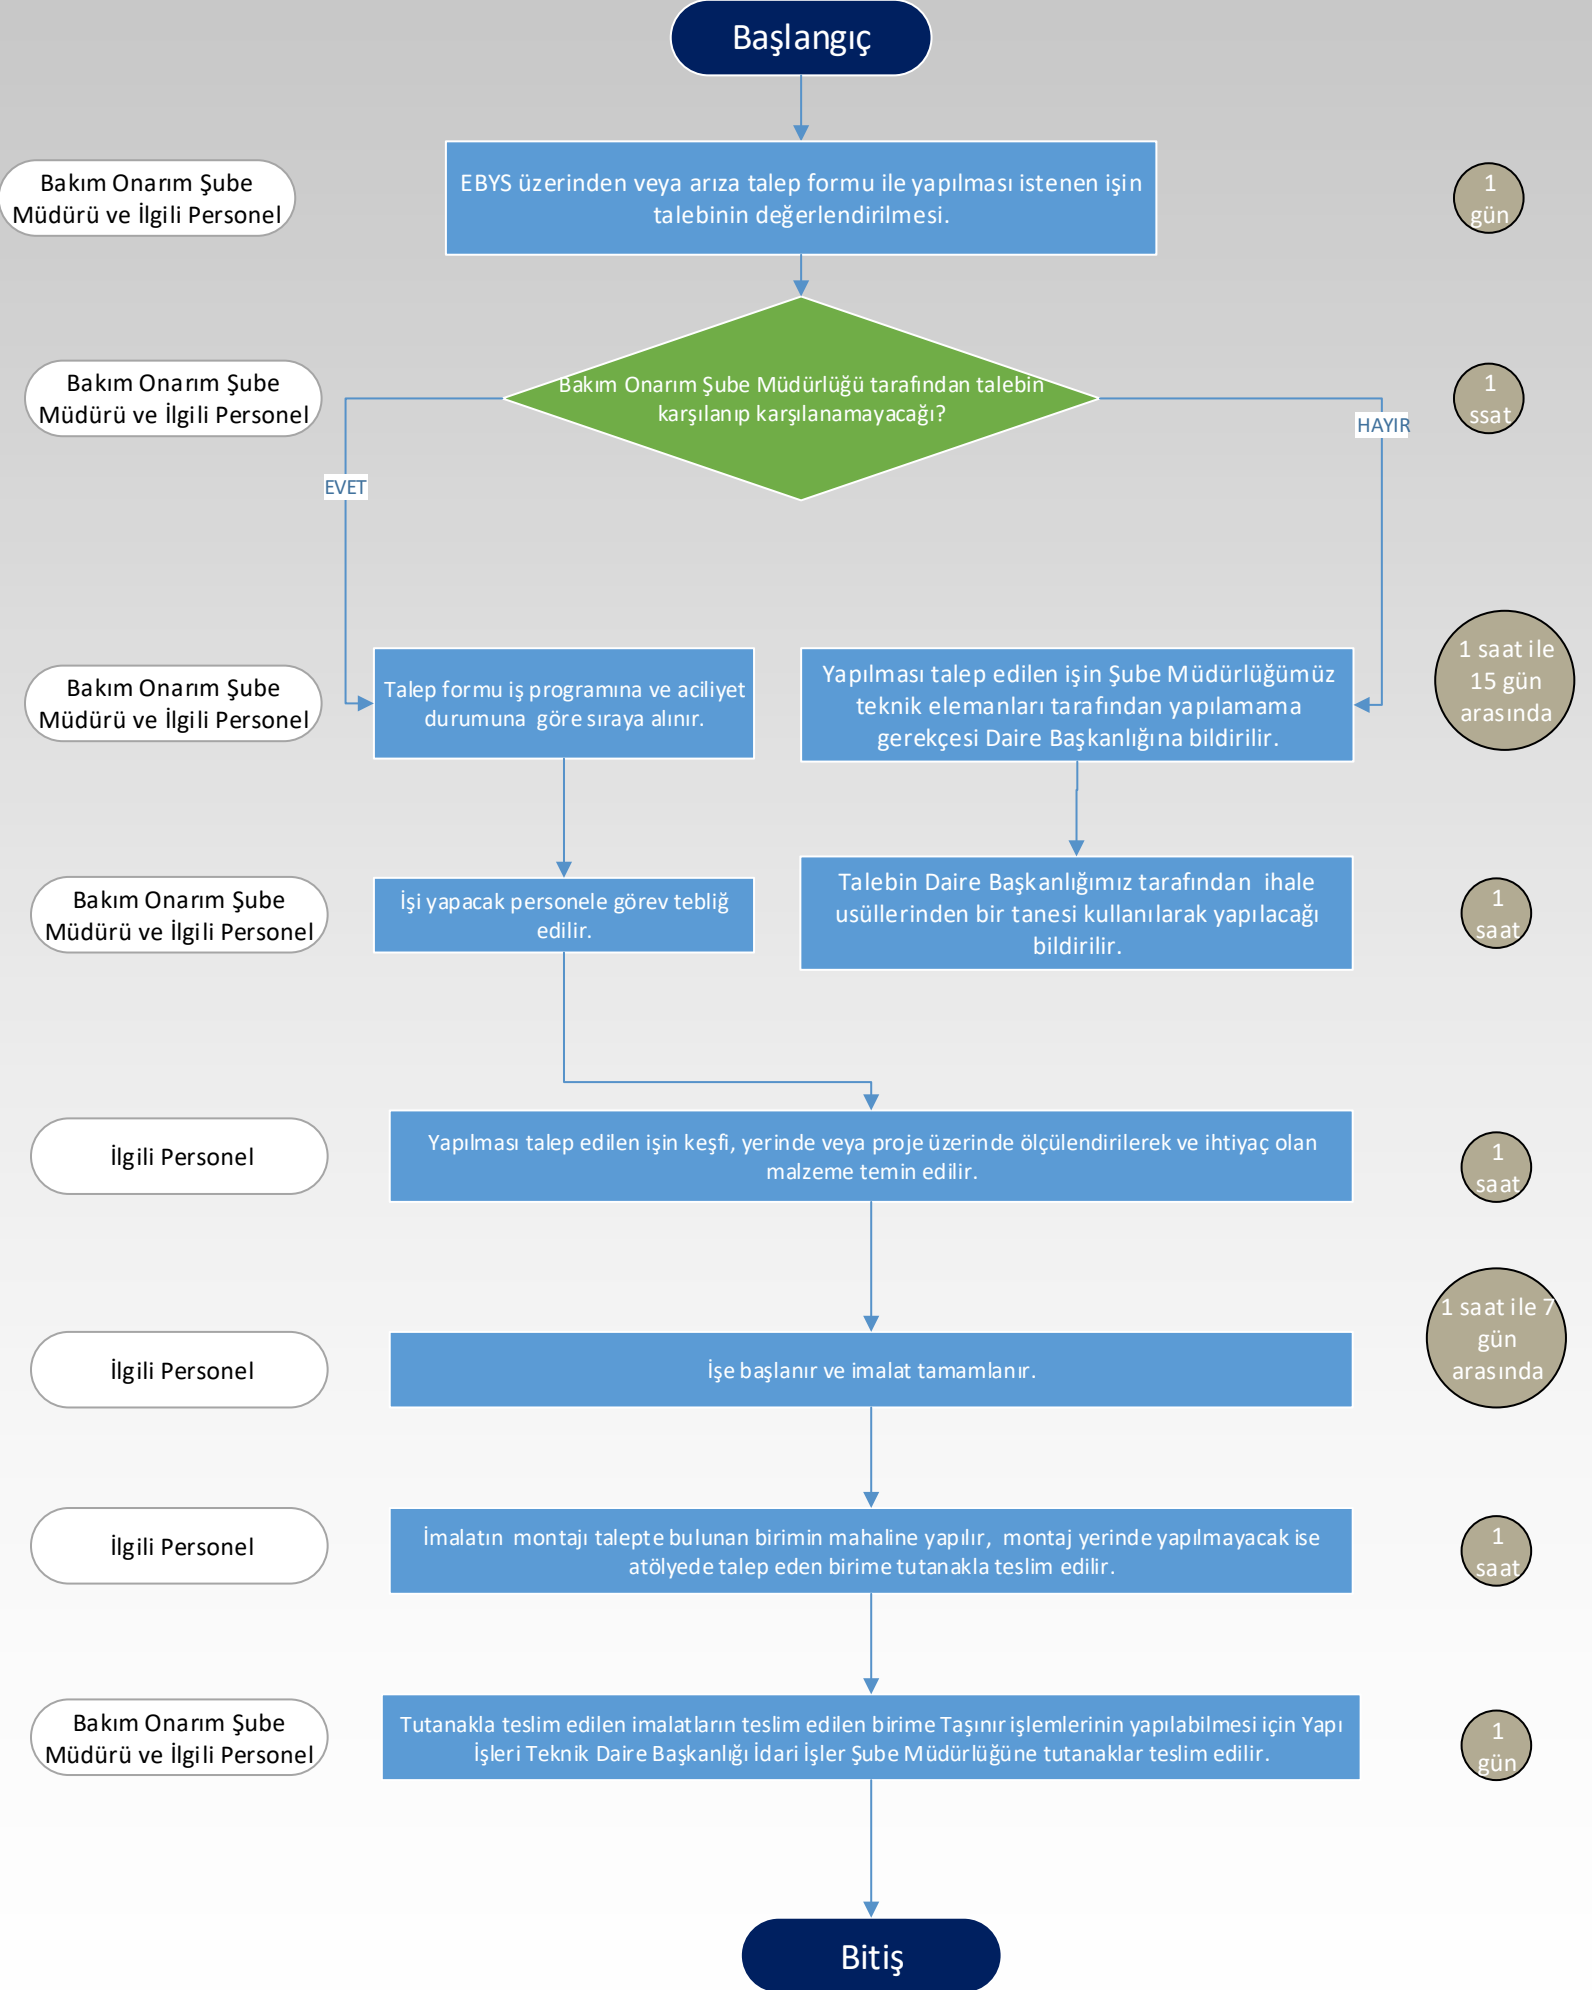 Başlangıç
Bakım Onarım Şube
Müdürü ve İlgili Personel
EBYS üzerinden veya arıza talep formu ile yapılması istenen işin
talebinin değerlendirilmesi.
1
gün
Bakım Onarım Şube
Müdürü ve İlgili Personel
Bakım Onarım Şube Müdürlüğü tarafından talebin
karşılanıp karşılanamayacağı?
1
ssat
HAYIR
EVET
Bakım Onarım Şube
Müdürü ve İlgili Personel
Talep formu iş programına ve aciliyet
durumuna göre sıraya alınır.
Yapılması talep edilen işin Şube Müdürlüğümüz
teknik elemanları tarafından yapılamama
gerekçesi Daire Başkanlığına bildirilir.
1 saat ile
15 gün
arasında
Bakım Onarım Şube
Müdürü ve İlgili Personel
İşi yapacak personele görev tebliğ
edilir.
Talebin Daire Başkanlığımız tarafından ihale
usüllerinden bir tanesi kullanılarak yapılacağı
bildirilir.
1
saat
İlgili Personel
Yapılması talep edilen işin keşfi, yerinde veya proje üzerinde ölçülendirilerek ve ihtiyaç olan
malzeme temin edilir.
1
saat
İlgili Personel
İşe başlanır ve imalat tamamlanır.
1 saat ile 7
gün
arasında
İlgili Personel
İmalatın montajı talepte bulunan birimin mahaline yapılır, montaj yerinde yapılmayacak ise
atölyede talep eden birime tutanakla teslim edilir.
1
saat
Bakım Onarım Şube
Müdürü ve İlgili Personel
Tutanakla teslim edilen imalatların teslim edilen birime Taşınır işlemlerinin yapılabilmesi için Yapı
İşleri Teknik Daire Başkanlığı İdari İşler Şube Müdürlüğüne tutanaklar teslim edilir.
1
gün
Bitiş